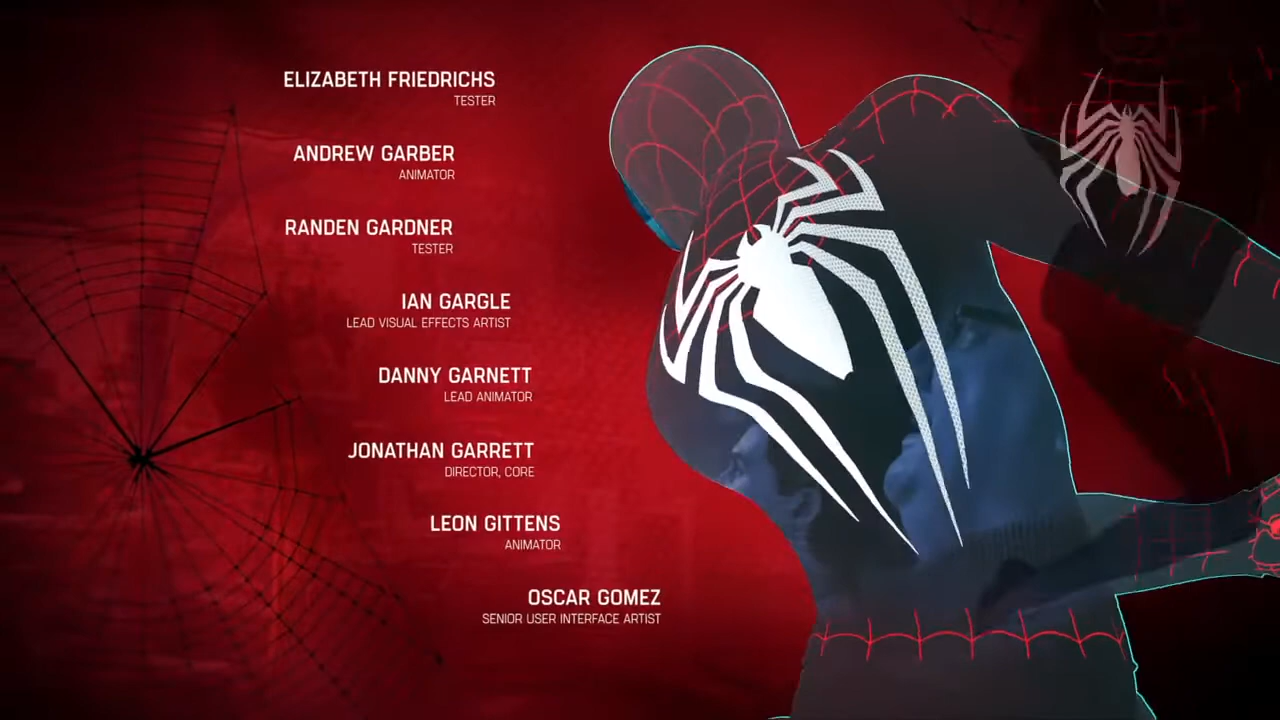 ELIZABETH FRIEDRICHS
TESTER
ANDREW GARBER
ANIMATOR
RANDEN GARDNER
TESTER
IAN GARGLE
LEAD VISUAL EFFECTS ARTIST
DANNY GARNETT
LEAD ANIMATOR
JONATHAN GARRETT
DIRECTOR, CORE
LEON GITTENS
ANIMATOR
OSCAR GOMEZ
SENIOR USER INTERFACE ARTIST